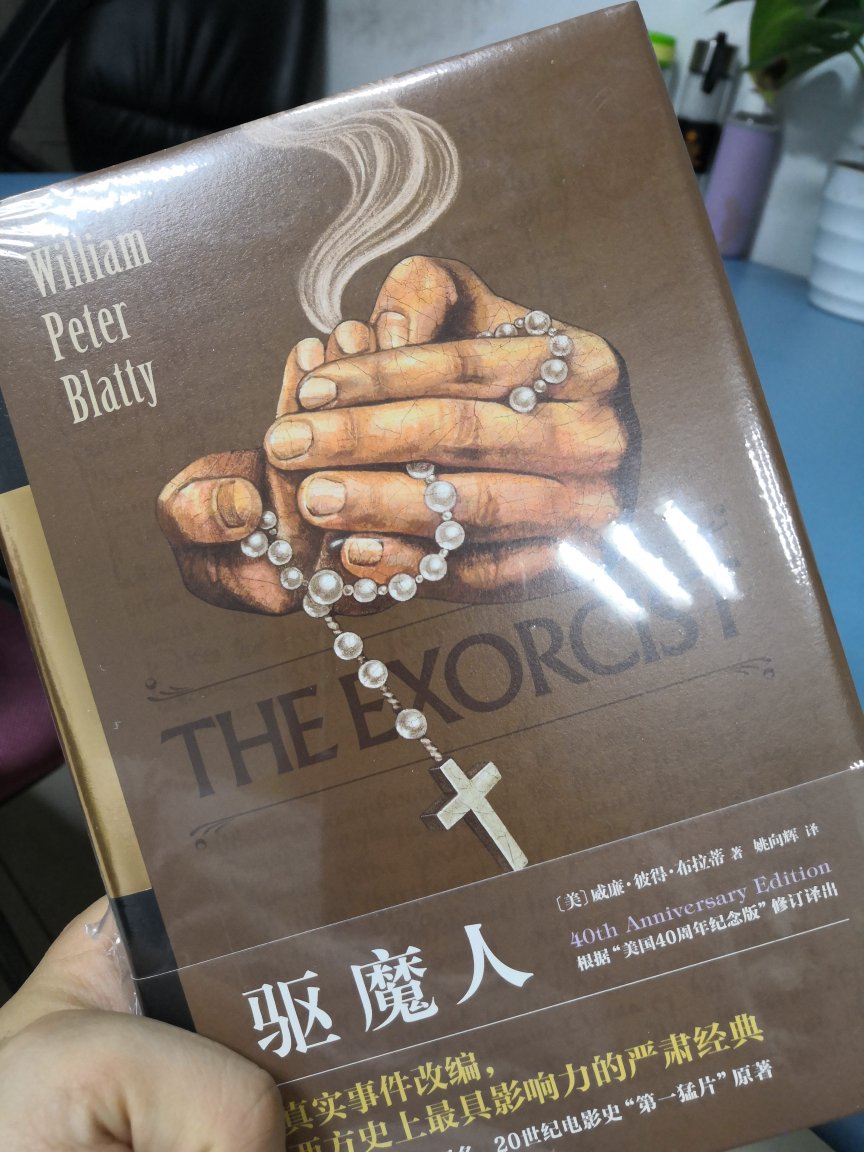 William
Peter
Blatty
THE EXORCIST
[美]威廉·彼得·布拉蒂 著 姚向辉 译
40th Anniversary Edition
根据“美国40周年纪念版”修订译出
驱魔人
真实事件改编,
西方史上最具影响力的严肃经典
20世纪电影史“第一猛片”原著